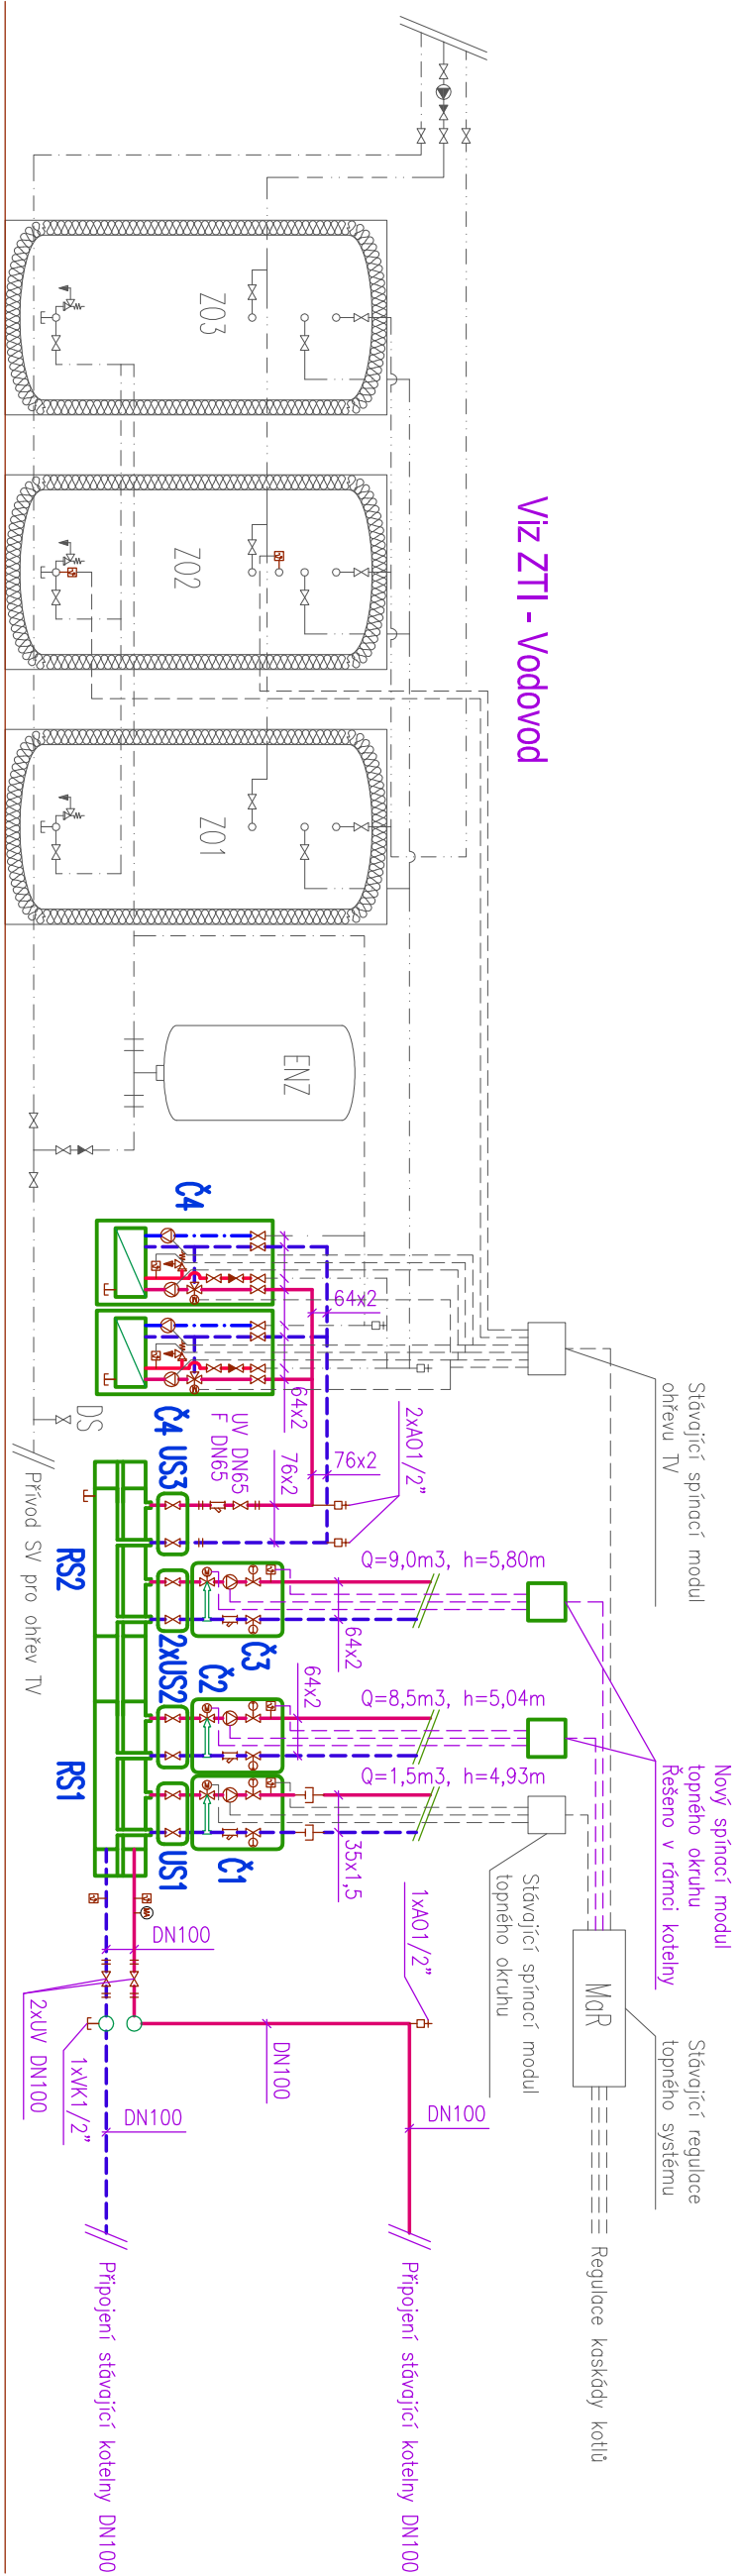 Viz ZTI - Vodovod
Z03
Z02
Z01
ENZ
Stávající spínací modul
ohřevu TV
Č4
64x2
64x2
DS
Č4
US3
UV DN65
F DN65
76x2
76x2
2xAO1/2"
Přívod SV pro ohřev TV
RS2
2xUS2
Č3
64x2
Q=9,0m3, h=5,80m
Č2
64x2
Q=8,5m3, h=5,04m
Nový spínací modul
topného okruhu
Řešeno v rámci kotelny
RS1
US1
Č1
35x1,5
Q=1,5m3, h=4,93m
Stávající spínací modul
topného okruhu
MaR
Stávající regulace
topného systému
Regulace kaskády kotlů
DN100
1xAO1/2"
2xUV DN100
1xVK1/2"
DN100
DN100
DN100
Připojení stávající kotelny DN100
Připojení stávající kotelny DN100